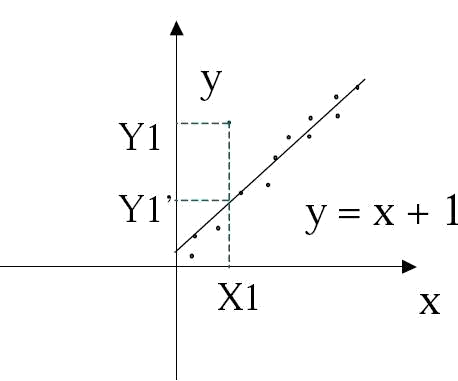 y
Y1
Y1’
y = x + 1
X1
x